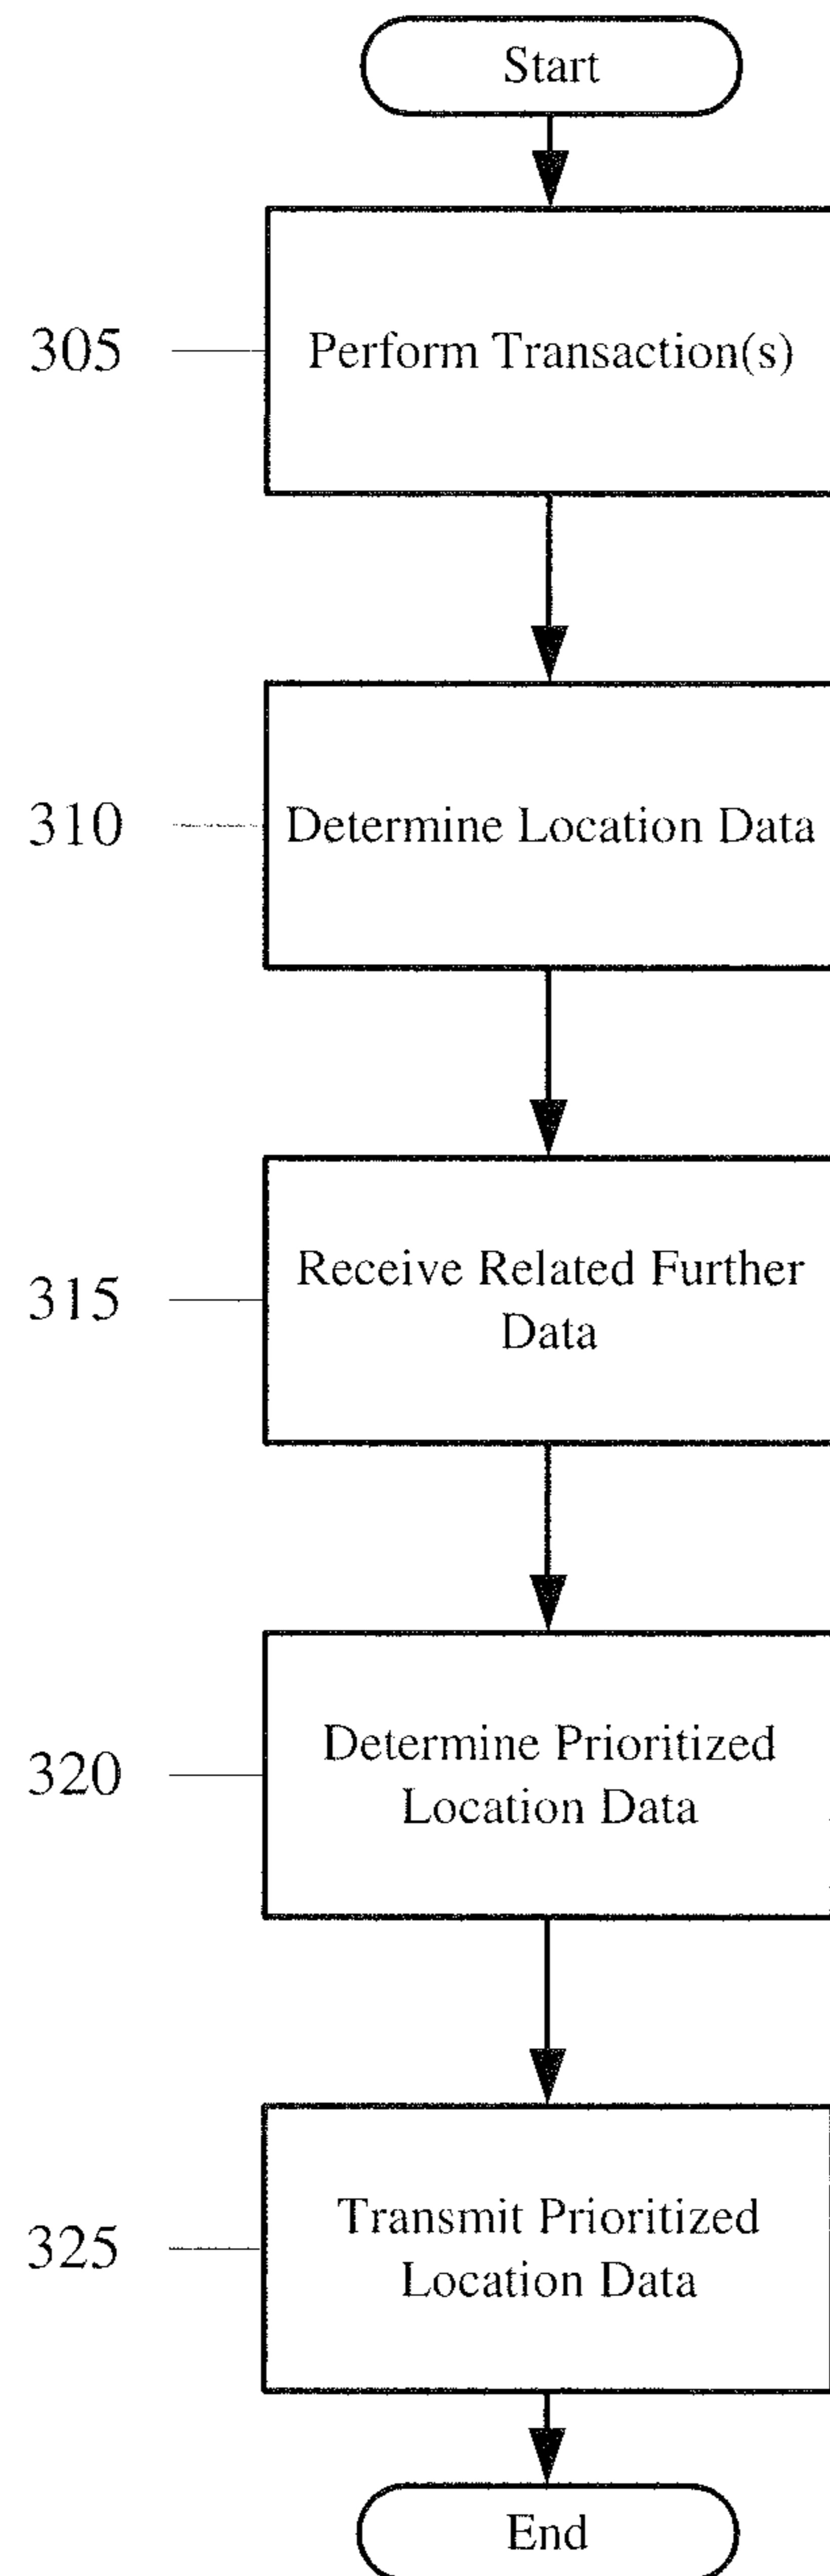 Start
305
Perform Transaction(s)
310
Determine Location Data
315
Receive Related Further
Data
320
Determine Prioritized
Location Data
325
Transmit Prioritized
Location Data
End